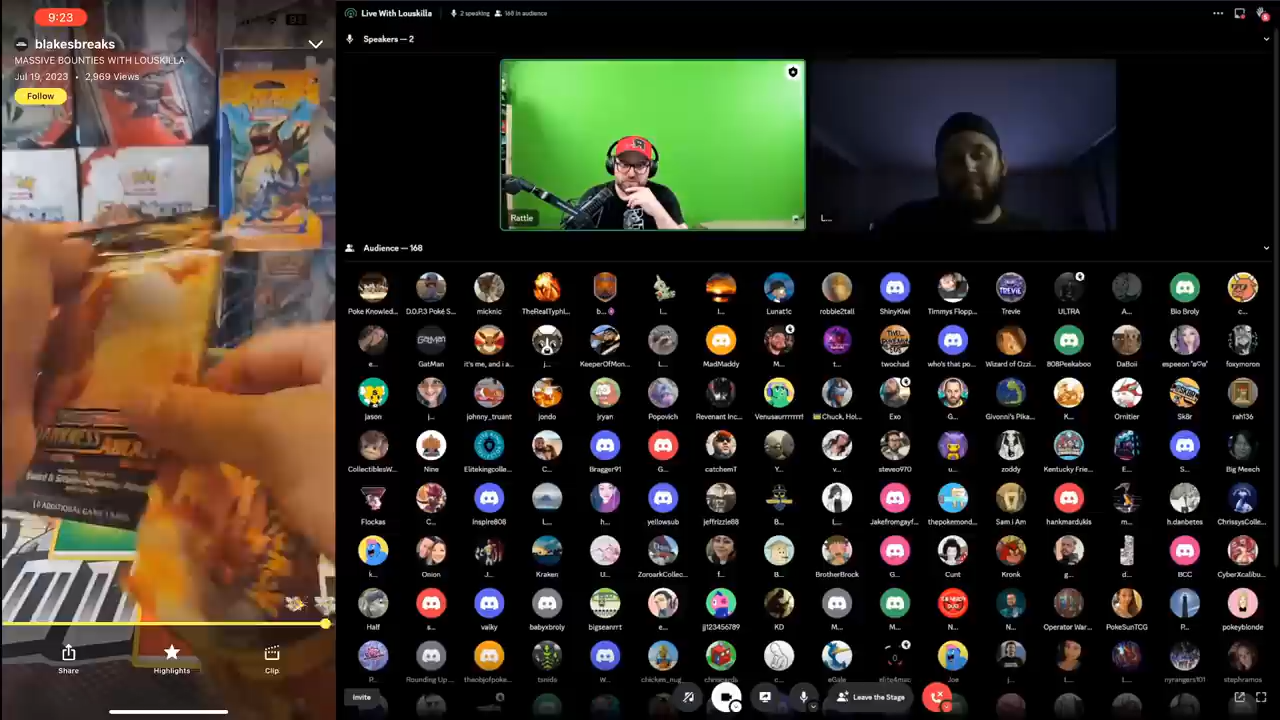 9:23
blakesbreaks
MASSIVE BOUNTIES WITH LOUSKILLA
Jul 19, 2023 • 2,969 Views
Follow
Share
Highlights
Clip
Live With Louskilla
2 speaking
168 in audience
Speakers — 2
Rattle
L...
Audience — 168
Poke Knowled...
D.O.P.3 Poké S...
micknic
TheRealTyphl...
b...
i...
I...
Lunat1c
robbie2tall
ShinyKiwi
Timmys Flopp...
Trevie
ULTRA
A...
Bio Broly
c...
e...
GatMan
it's me, and i a...
j...
KeeperOfMon...
L...
MadMaddy
M...
t...
twochad
who's that po...
Wizard of Ozzi...
808Peekaboo
DaBoii
foxymoron
jason
j...
johnny_truant
jondo
jryan
Popovich
Revenant Inc...
Chuck, Hol...
Exo
G...
Givonni's Pika...
K...
Ornitier
Sk8r
rah136
CollectiblesW...
Nine
Elitekingcolle...
C...
Bragger91
G...
catchemT
Y...
v...
steveo970
u...
zoddy
Kentucky Frie...
E...
S...
Big Meech
Flockas
C...
inspire808
L...
h...
yellowsub
jeffrizzle88
B...
L...
Jakefromgayf...
thepokemond...
Sam i Am
hankmardukis
m...
h.danbetes
ChrissysColle...
k...
Onion
J...
Kraken
U...
ZoroarkCollec...
f...
B...
BrotherBrock
G...
Cunt
Kronk
g...
d...
BCC
CyberXcalibu...
Half
s...
valky
babyxbroly
bigseanrrt
e...
jj123456789
KD
M...
M...
N...
N...
Operator War...
PokeSunTCG
P...
pokeyblonde
P...
Rounding Up ...
theobjofpoke...
tsnids
W...
chicken_nug
chrisgards
c...
eGale
elite4mac
Joe
j...
L...
L...
nyrangers101
stephramos
Invite
Leave the Stage